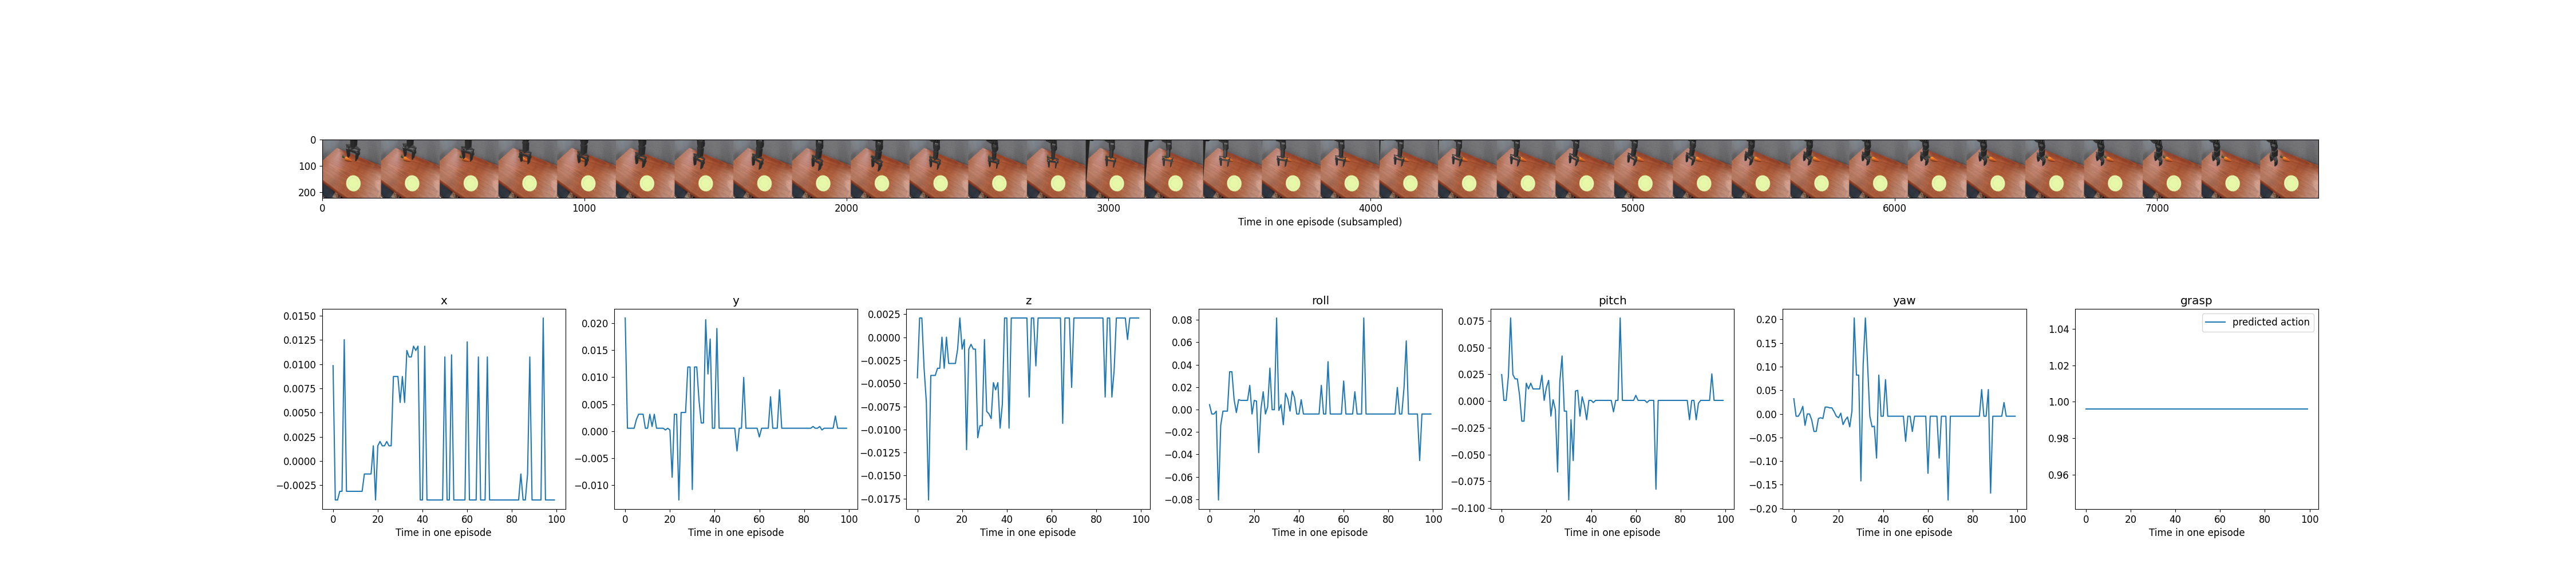 0
100
200
0 1000 2000 3000 4000 5000 6000 7000
Time in one episode (subsampled)
x
0.0150
0.0125
0.0100
0.0075
0.0050
0.0025
0.0000
−0.0025
0 20 40 60 80 100
Time in one episode
y
0.020
0.015
0.010
0.005
0.000
−0.005
−0.010
0 20 40 60 80 100
Time in one episode
z
0.0025
0.0000
−0.0025
−0.0050
−0.0075
−0.0100
−0.0125
−0.0150
−0.0175
0 20 40 60 80 100
Time in one episode
roll
0.08
0.06
0.04
0.02
0.00
−0.02
−0.04
−0.06
−0.08
0 20 40 60 80 100
Time in one episode
pitch
0.075
0.050
0.025
0.000
−0.025
−0.050
−0.075
−0.100
0 20 40 60 80 100
Time in one episode
yaw
0.20
0.15
0.10
0.05
0.00
−0.05
−0.10
−0.15
−0.20
0 20 40 60 80 100
Time in one episode
grasp
predicted action
1.04
1.02
1.00
0.98
0.96
0 20 40 60 80 100
Time in one episode